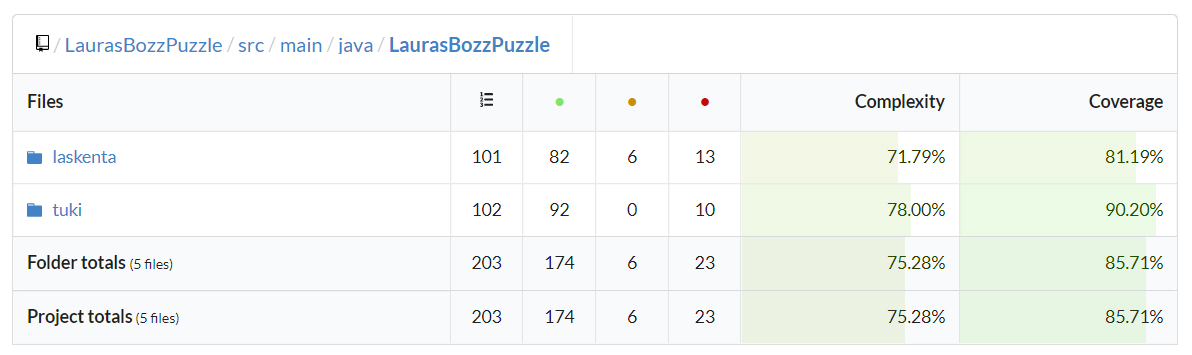 / LaurasBozzPuzzle / src / main / java / LaurasBozzPuzzle
Files Complexity Coverage
laskenta 101 82 6 13 71.79% 81.19%
tuki 102 92 0 10 78.00% 90.20%
Folder totals (5 files) 203 174 6 23 75.28% 85.71%
Project totals (5 files) 203 174 6 23 75.28% 85.71%